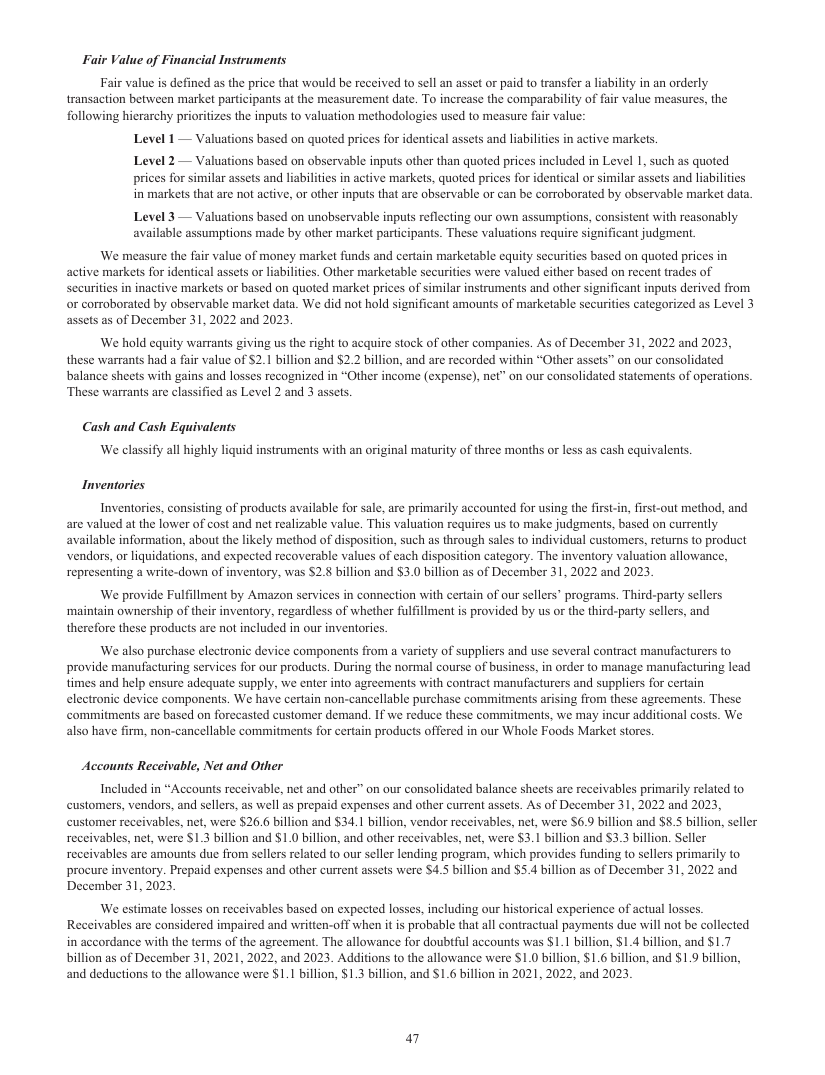 Fair Value of Financial Instruments
Fair value is defined as the price that would be received to sell an asset or paid to transfer a liability in an orderly
transaction between market participants at the measurement date. To increase the comparability of fair value measures, the
following hierarchy prioritizes the inputs to valuation methodologies used to measure fair value:
Level 1 — Valuations based on quoted prices for identical assets and liabilities in active markets.
Level 2 — Valuations based on observable inputs other than quoted prices included in Level 1, such as quoted
prices for similar assets and liabilities in active markets, quoted prices for identical or similar assets and liabilities
in markets that are not active, or other inputs that are observable or can be corroborated by observable market data.
Level 3 — Valuations based on unobservable inputs reflecting our own assumptions, consistent with reasonably
available assumptions made by other market participants. These valuations require significant judgment.
We measure the fair value of money market funds and certain marketable equity securities based on quoted prices in
active markets for identical assets or liabilities. Other marketable securities were valued either based on recent trades of
securities in inactive markets or based on quoted market prices of similar instruments and other significant inputs derived from
or corroborated by observable market data. We did not hold significant amounts of marketable securities categorized as Level 3
assets as of December 31, 2022 and 2023.
We hold equity warrants giving us the right to acquire stock of other companies. As of December 31, 2022 and 2023,
these warrants had a fair value of $2.1 billion and $2.2 billion, and are recorded within “Other assets” on our consolidated
balance sheets with gains and losses recognized in “Other income (expense), net” on our consolidated statements of operations.
These warrants are classified as Level 2 and 3 assets.
Cash and Cash Equivalents
We classify all highly liquid instruments with an original maturity of three months or less as cash equivalents.
Inventories
Inventories, consisting of products available for sale, are primarily accounted for using the first-in, first-out method, and
are valued at the lower of cost and net realizable value. This valuation requires us to make judgments, based on currently
available information, about the likely method of disposition, such as through sales to individual customers, returns to product
vendors, or liquidations, and expected recoverable values of each disposition category. The inventory valuation allowance,
representing a write-down of inventory, was $2.8 billion and $3.0 billion as of December 31, 2022 and 2023.
We provide Fulfillment by Amazon services in connection with certain of our sellers’ programs. Third-party sellers
maintain ownership of their inventory, regardless of whether fulfillment is provided by us or the third-party sellers, and
therefore these products are not included in our inventories.
We also purchase electronic device components from a variety of suppliers and use several contract manufacturers to
provide manufacturing services for our products. During the normal course of business, in order to manage manufacturing lead
times and help ensure adequate supply, we enter into agreements with contract manufacturers and suppliers for certain
electronic device components. We have certain non-cancellable purchase commitments arising from these agreements. These
commitments are based on forecasted customer demand. If we reduce these commitments, we may incur additional costs. We
also have firm, non-cancellable commitments for certain products offered in our Whole Foods Market stores.
Accounts Receivable, Net and Other
Included in “Accounts receivable, net and other” on our consolidated balance sheets are receivables primarily related to
customers, vendors, and sellers, as well as prepaid expenses and other current assets. As of December 31, 2022 and 2023,
customer receivables, net, were $26.6 billion and $34.1 billion, vendor receivables, net, were $6.9 billion and $8.5 billion, seller
receivables, net, were $1.3 billion and $1.0 billion, and other receivables, net, were $3.1 billion and $3.3 billion. Seller
receivables are amounts due from sellers related to our seller lending program, which provides funding to sellers primarily to
procure inventory. Prepaid expenses and other current assets were $4.5 billion and $5.4 billion as of December 31, 2022 and
December 31, 2023.
We estimate losses on receivables based on expected losses, including our historical experience of actual losses.
Receivables are considered impaired and written-off when it is probable that all contractual payments due will not be collected
in accordance with the terms of the agreement. The allowance for doubtful accounts was $1.1 billion, $1.4 billion, and $1.7
billion as of December 31, 2021, 2022, and 2023. Additions to the allowance were $1.0 billion, $1.6 billion, and $1.9 billion,
and deductions to the allowance were $1.1 billion, $1.3 billion, and $1.6 billion in 2021, 2022, and 2023.
47